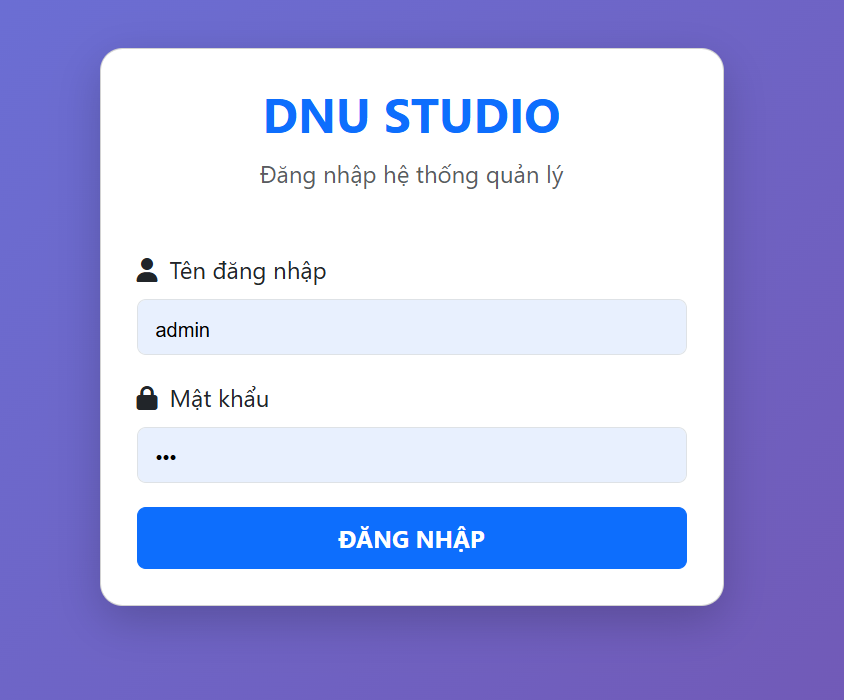 DNU STUDIO
Đăng nhập hệ thống quản lý
Tên đăng nhập
admin
Mật khẩu
•••
ĐĂNG NHẬP